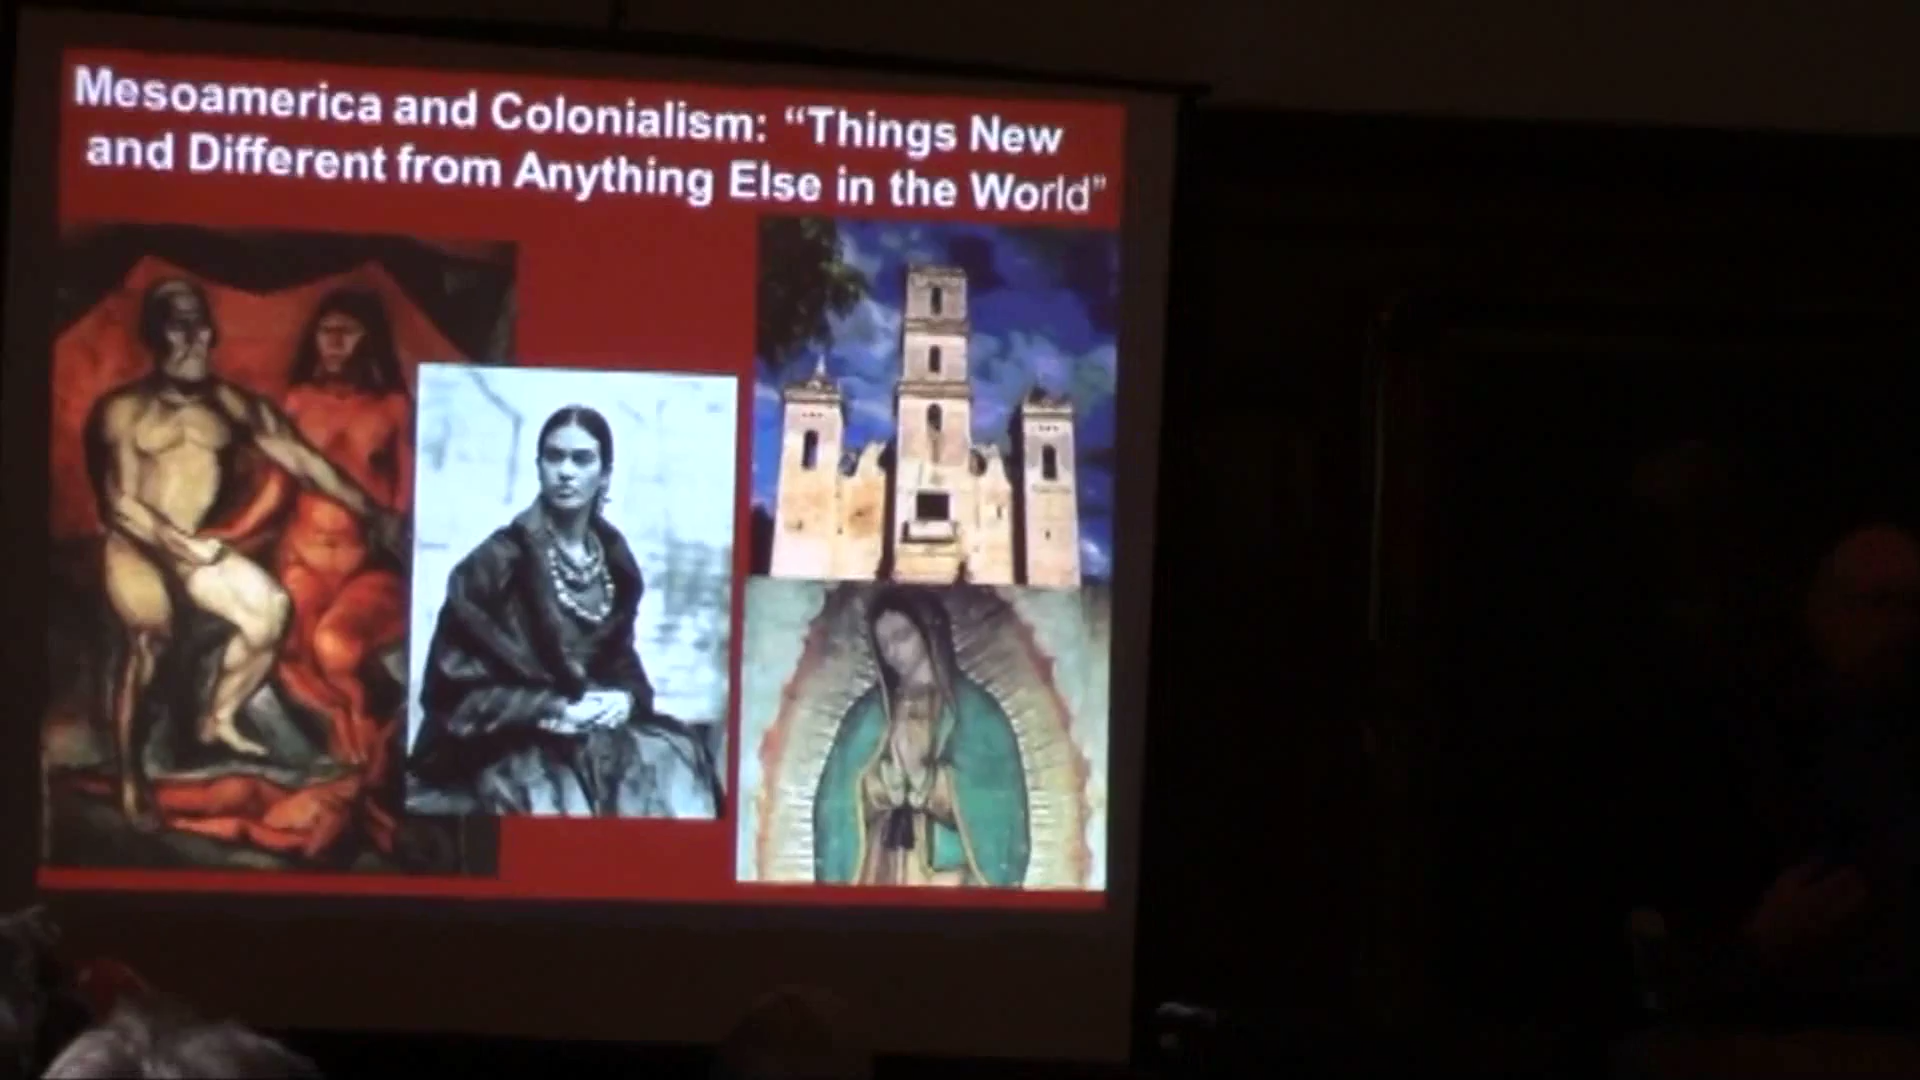 Mesoamerica and Colonialism: “Things New
and Different from Anything Else in the World”